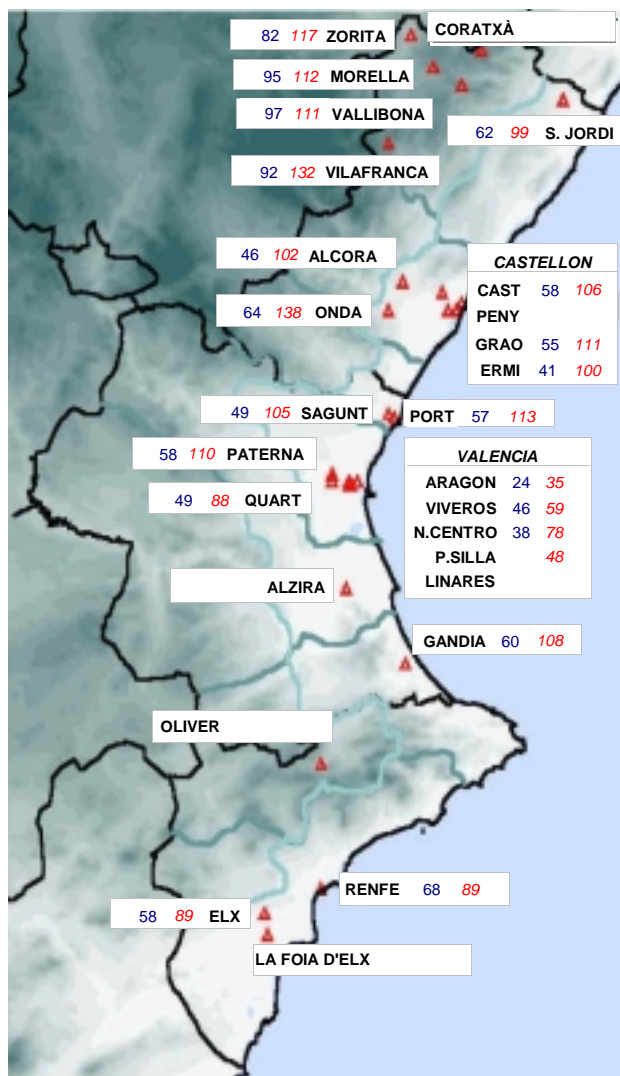 82 117 ZORITA
CORATXÀ
95 112 MORELLA
97 111 VALLIBONA
62 99 S. JORDI
92 132 VILAFRANCA
46 102 ALCORA
64 138 ONDA
CASTELLON
CAST 58 106
PENY
GRAO 55 111
ERMI 41 100
49 105 SAGUNT
PORT 57 113
58 110 PATERNA
49 88 QUART
VALENCIA
ARAGON 24 35
VIVEROS 46 59
N.CENTRO 38 78
P.SILLA 48
LINARES
ALZIRA
GANDIA 60 108
OLIVER
RENFE 68 89
58 89 ELX
LA FOIA D'ELX